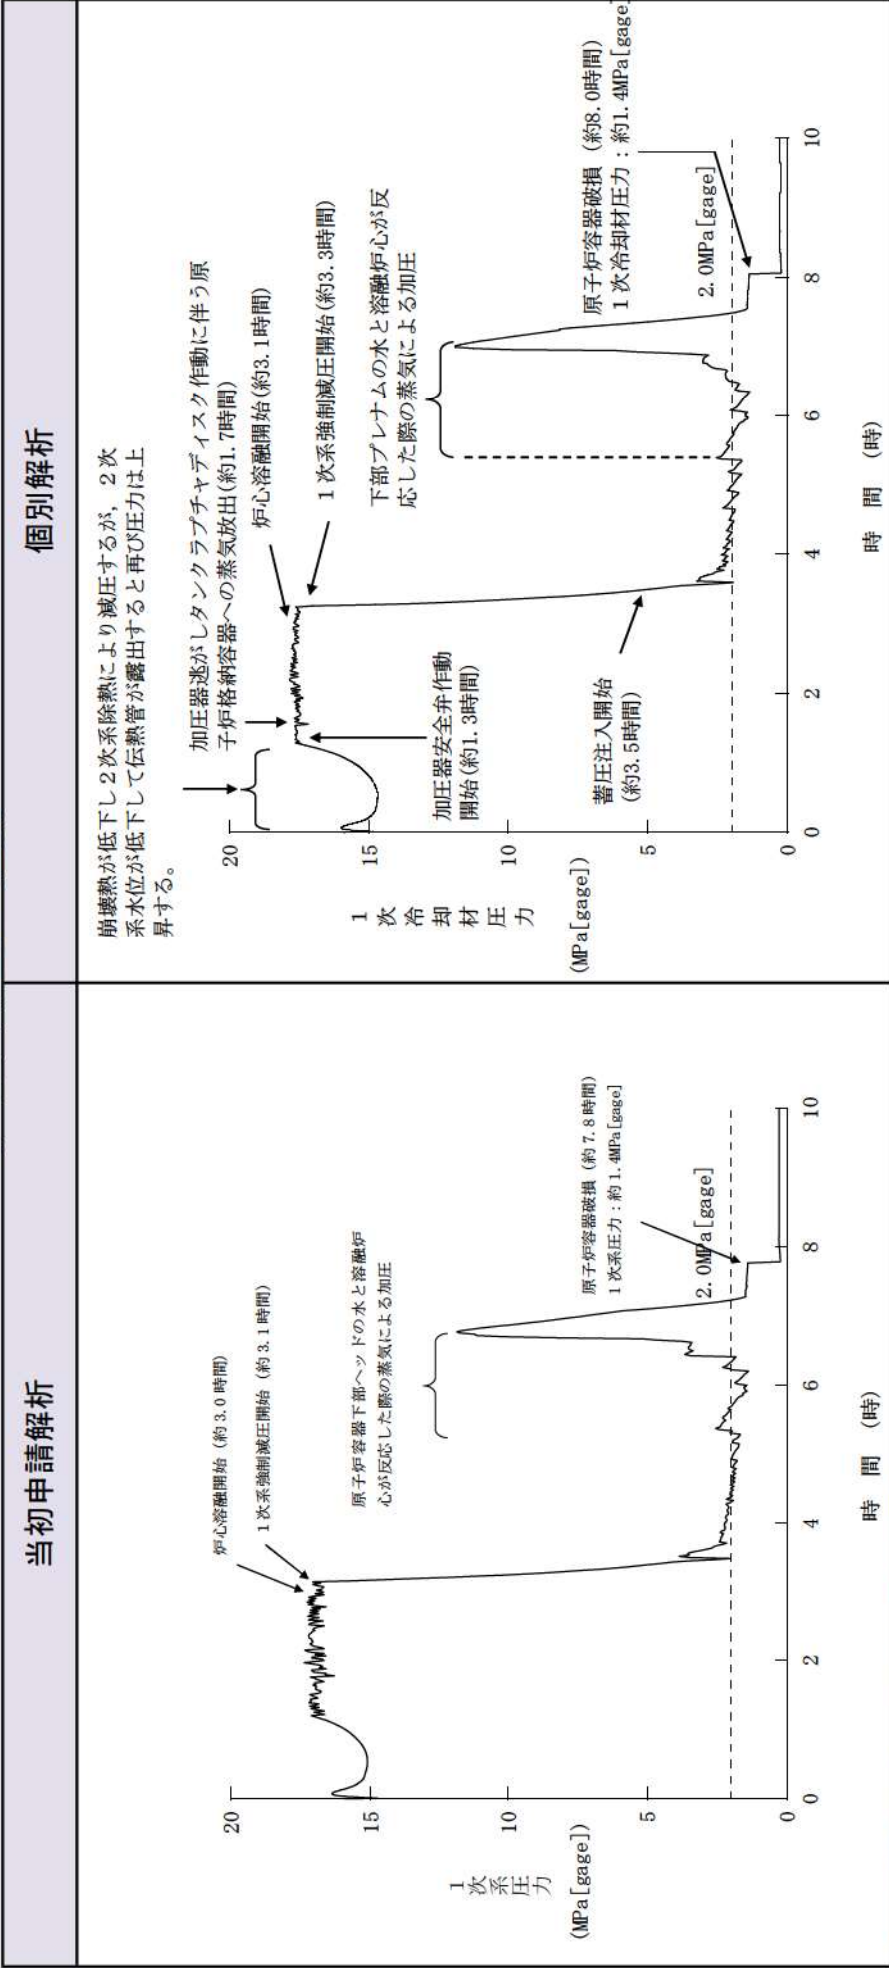 当初申請解析
炉心溶融開始 (約 3.0 時間)
1 次系強制減圧開始 (約 3.1 時間)
原子炉容器下部ヘッドの水と溶融炉
心が反応した際の蒸気による加圧
原子炉容器破損 (約 7.8 時間)
1 次系圧力 : 約 1.4MPa[gage]
2.0MPa[gage]
1次系圧力
(MPa[gage])
20
15
10
5
0
0
2
4
6
8
10
時 間 (時)
個別解析
崩壊熱が低下し2次系除熱により減圧するが, 2次
系水位が低下して伝熱管が露出すると再び圧力は上
昇する。
加圧器逃がしタンクラプチャディスク作動に伴う原
子炉格納容器への蒸気放出(約1.7時間)
炉心溶融開始(約3.1時間)
1次系強制減圧開始(約3.3時間)
下部プレナムの水と溶融炉心が反
応した際の蒸気による加圧
加圧器安全弁作動
開始(約1.3時間)
蓄圧注入開始
(約3.5時間)
原子炉容器破損 (約8.0時間)
1次冷却材圧力 : 約1.4MPa[gage]
2.0MPa[gage]
1次冷却材圧力
(MPa[gage])
20
15
10
5
0
0
2
4
6
8
10
時 間 (時)